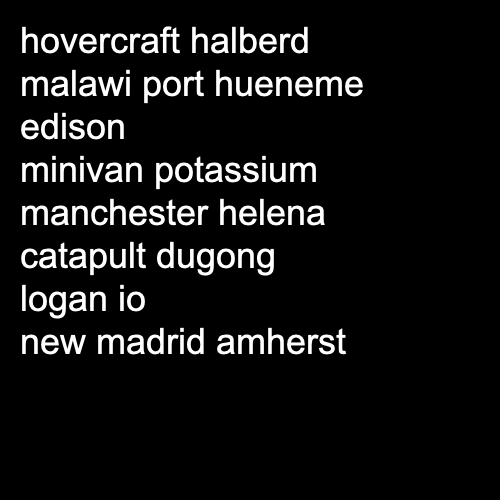 hovercraft halberd
malawi port hueneme
edison
minivan potassium
manchester helena
catapult dugong
logan io
new madrid amherst